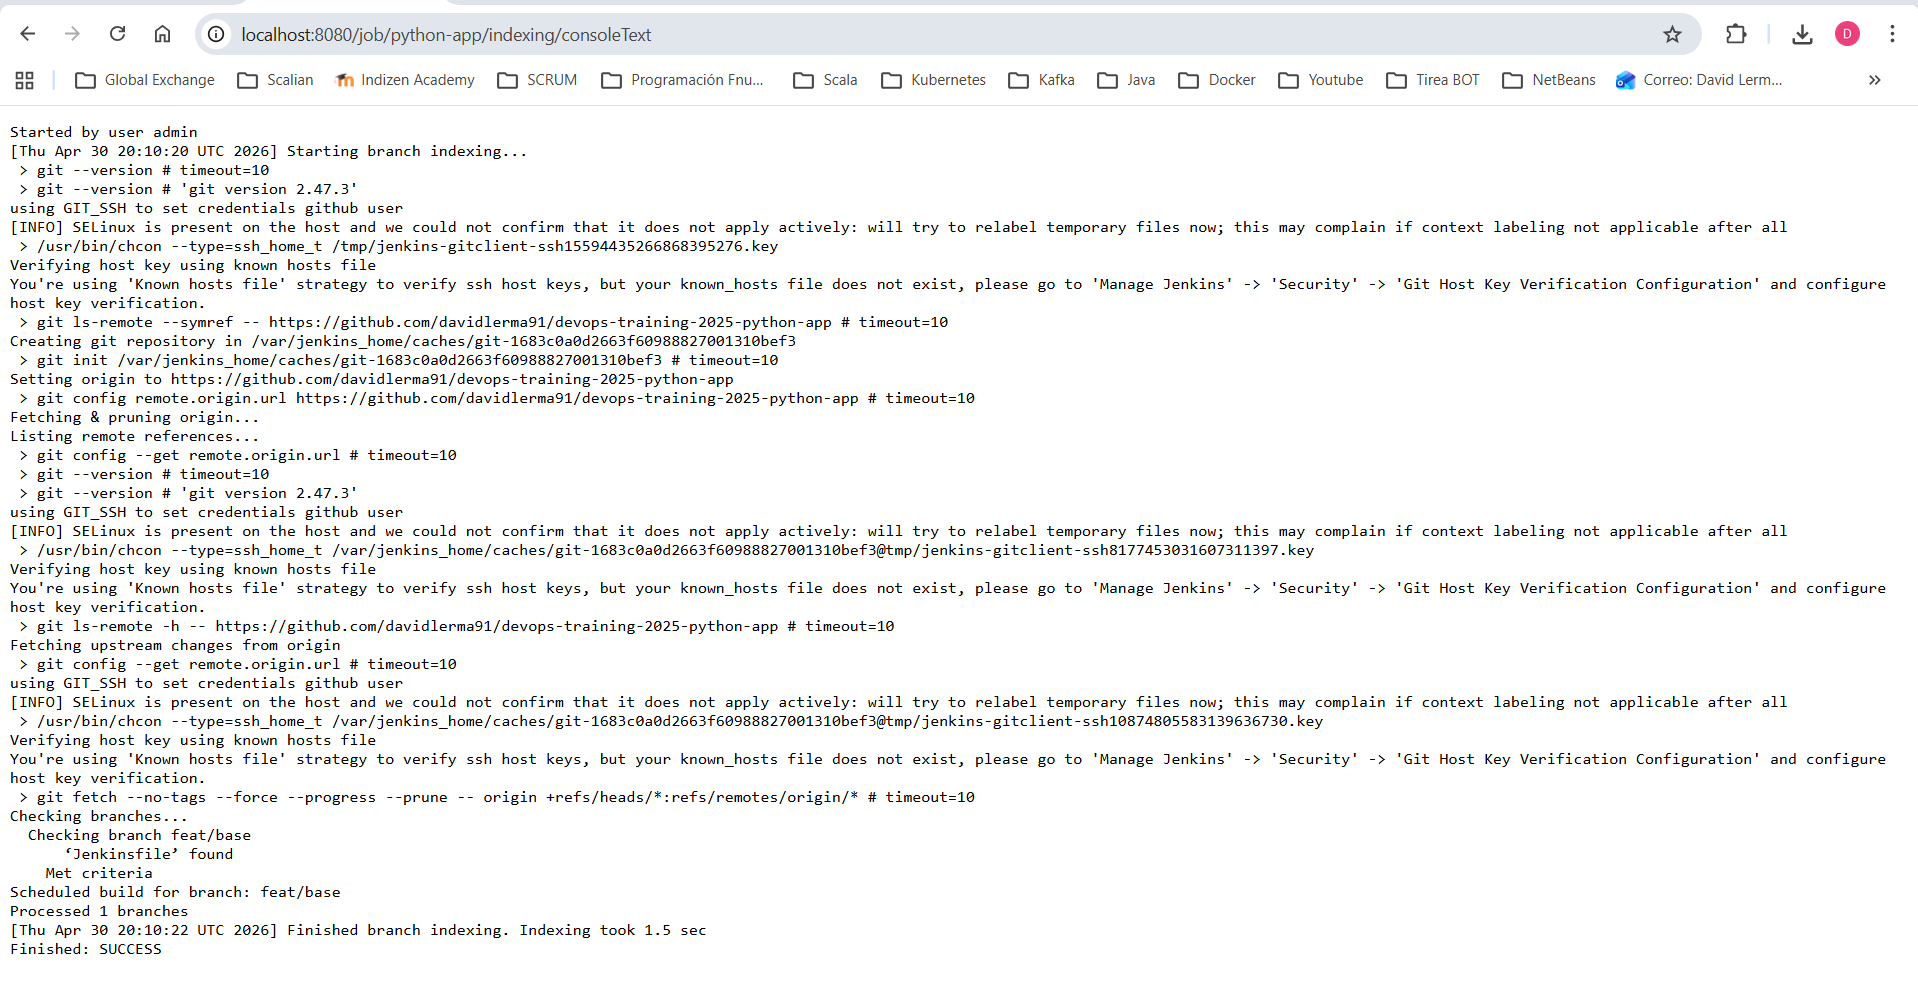 localhost:8080/job/python-app/indexing/consoleText
D
Global Exchange
Scalian
Indizen Academy
SCRUM
Programación Fnu...
Scala
Kubernetes
Kafka
Java
Docker
Youtube
Tirea BOT
NetBeans
Correo: David Lerm...
Started by user admin
[Thu Apr 30 20:10:20 UTC 2026] Starting branch indexing...
 > git --version # timeout=10
 > git --version # 'git version 2.47.3'
using GIT_SSH to set credentials github user
[INFO] SELinux is present on the host and we could not confirm that it does not apply actively: will try to relabel temporary files now; this may complain if context labeling not applicable after all
 > /usr/bin/chcon --type=ssh_home_t /tmp/jenkins-gitclient-ssh15594435266868395276.key
Verifying host key using known hosts file
You're using 'Known hosts file' strategy to verify ssh host keys, but your known_hosts file does not exist, please go to 'Manage Jenkins' -> 'Security' -> 'Git Host Key Verification Configuration' and configure
host key verification.
 > git ls-remote --symref -- https://github.com/davidlerma91/devops-training-2025-python-app # timeout=10
Creating git repository in /var/jenkins_home/caches/git-1683c0a0d2663f60988827001310bef3
 > git init /var/jenkins_home/caches/git-1683c0a0d2663f60988827001310bef3 # timeout=10
Setting origin to https://github.com/davidlerma91/devops-training-2025-python-app
 > git config remote.origin.url https://github.com/davidlerma91/devops-training-2025-python-app # timeout=10
Fetching & pruning origin...
Listing remote references...
 > git config --get remote.origin.url # timeout=10
 > git --version # timeout=10
 > git --version # 'git version 2.47.3'
using GIT_SSH to set credentials github user
[INFO] SELinux is present on the host and we could not confirm that it does not apply actively: will try to relabel temporary files now; this may complain if context labeling not applicable after all
 > /usr/bin/chcon --type=ssh_home_t /var/jenkins_home/caches/git-1683c0a0d2663f60988827001310bef3@tmp/jenkins-gitclient-ssh8177453031607311397.key
Verifying host key using known hosts file
You're using 'Known hosts file' strategy to verify ssh host keys, but your known_hosts file does not exist, please go to 'Manage Jenkins' -> 'Security' -> 'Git Host Key Verification Configuration' and configure
host key verification.
 > git ls-remote -h -- https://github.com/davidlerma91/devops-training-2025-python-app # timeout=10
Fetching upstream changes from origin
 > git config --get remote.origin.url # timeout=10
using GIT_SSH to set credentials github user
[INFO] SELinux is present on the host and we could not confirm that it does not apply actively: will try to relabel temporary files now; this may complain if context labeling not applicable after all
 > /usr/bin/chcon --type=ssh_home_t /var/jenkins_home/caches/git-1683c0a0d2663f60988827001310bef3@tmp/jenkins-gitclient-ssh10874805583139636730.key
Verifying host key using known hosts file
You're using 'Known hosts file' strategy to verify ssh host keys, but your known_hosts file does not exist, please go to 'Manage Jenkins' -> 'Security' -> 'Git Host Key Verification Configuration' and configure
host key verification.
 > git fetch --no-tags --force --progress --prune -- origin +refs/heads/*:refs/remotes/origin/* # timeout=10
Checking branches...
  Checking branch feat/base
      ‘Jenkinsfile’ found
    Met criteria
Scheduled build for branch: feat/base
Processed 1 branches
[Thu Apr 30 20:10:22 UTC 2026] Finished branch indexing. Indexing took 1.5 sec
Finished: SUCCESS